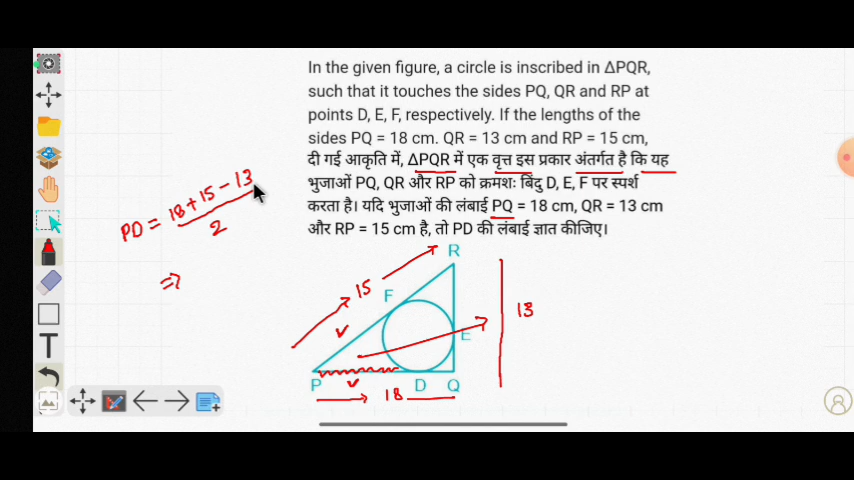 In the given figure, a circle is inscribed in ΔPQR,
such that it touches the sides PQ, QR and RP at
points D, E, F, respectively. If the lengths of the
sides PQ = 18 cm. QR = 13 cm and RP = 15 cm,
दी गई आकृति में, ΔPQR में एक वृत्त इस प्रकार अंतर्गत है कि यह
भुजाओं PQ, QR और RP को क्रमशः बिंदु D, E, F पर स्पर्श
करता है। यदि भुजाओं की लंबाई PQ = 18 cm, QR = 13 cm
और RP = 15 cm है, तो PD की लंबाई ज्ञात कीजिए।
PD = 18 + 15 - 13
2
⇒
R
15
F
13
E
P
D
Q
18
T